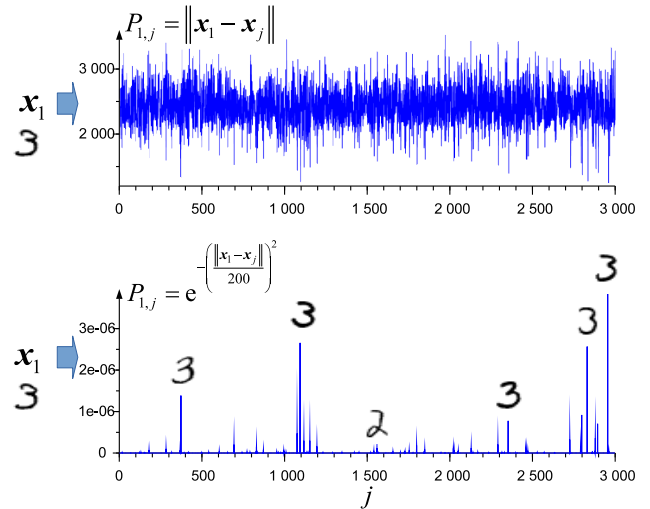 P₁,ⱼ = ‖x₁ − xⱼ‖
3 000
x₁
2 000
3
0 500 1 000 1 500 2 000 2 500 3 000
P₁,ⱼ = e^−(‖x₁−xⱼ‖/200)²
3
3e-06
3 3
x₁
2e-06
3
3
3
1e-06
2
0
0 500 1 000 1 500 2 000 2 500 3 000
j